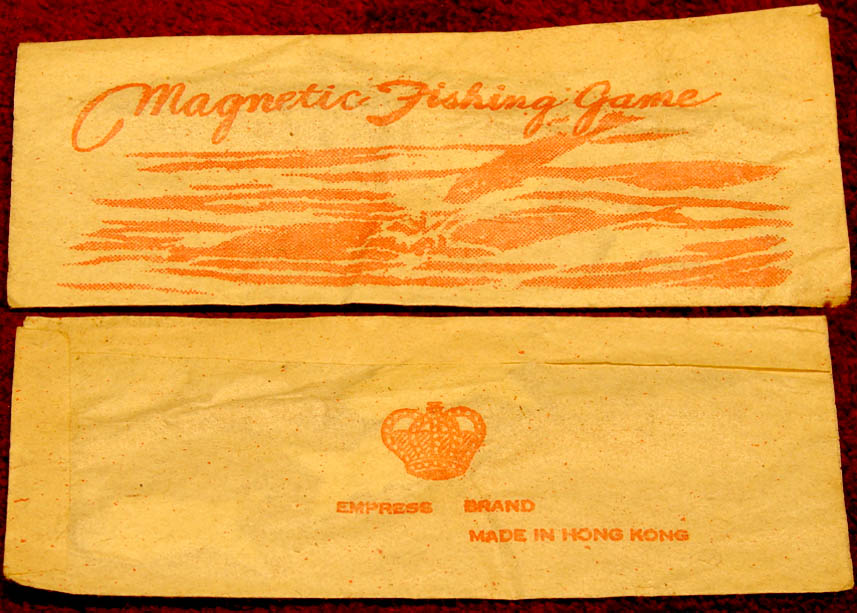 Magnetic Fishing Game
EMPRESS BRAND
MADE IN HONG KONG